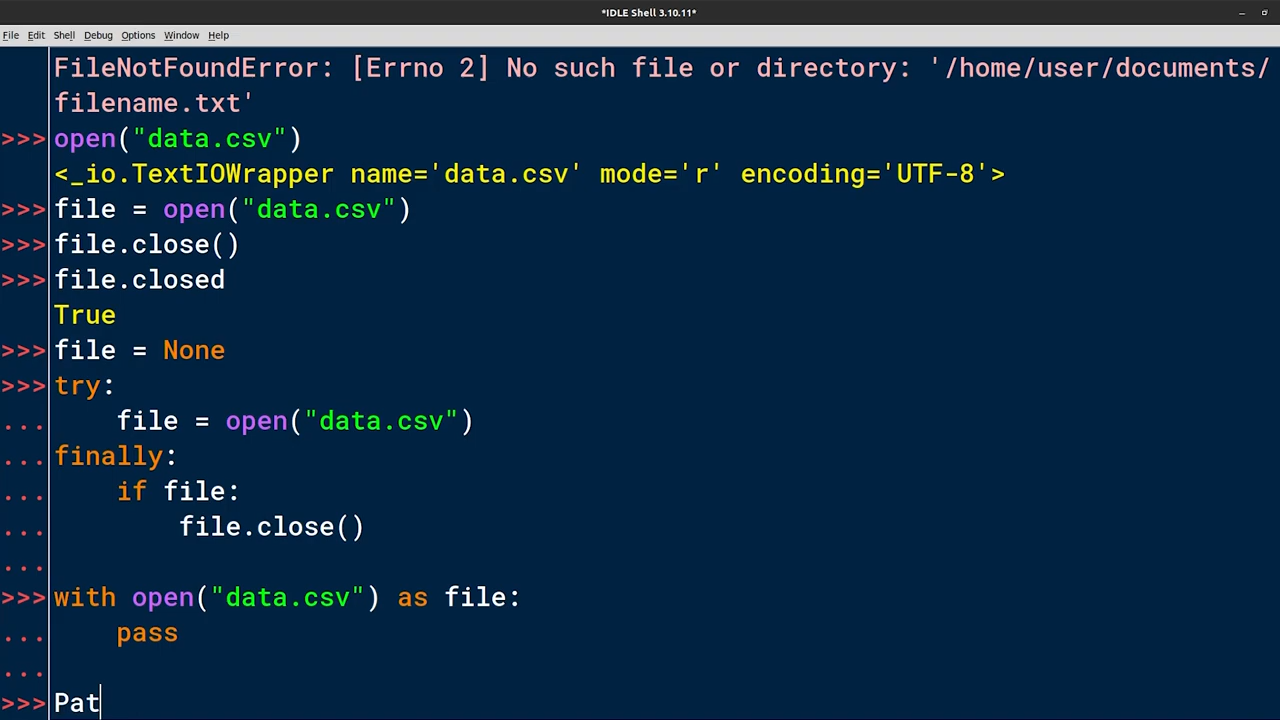 *IDLE Shell 3.10.11*
File Edit Shell Debug Options Window Help
FileNotFoundError: [Errno 2] No such file or directory: '/home/user/documents/
filename.txt'
>>> open("data.csv")
<_io.TextIOWrapper name='data.csv' mode='r' encoding='UTF-8'>
>>> file = open("data.csv")
>>> file.close()
>>> file.closed
True
>>> file = None
>>> try:
...     file = open("data.csv")
... finally:
...     if file:
...         file.close()
...
>>> with open("data.csv") as file:
...     pass
...
>>> Pat